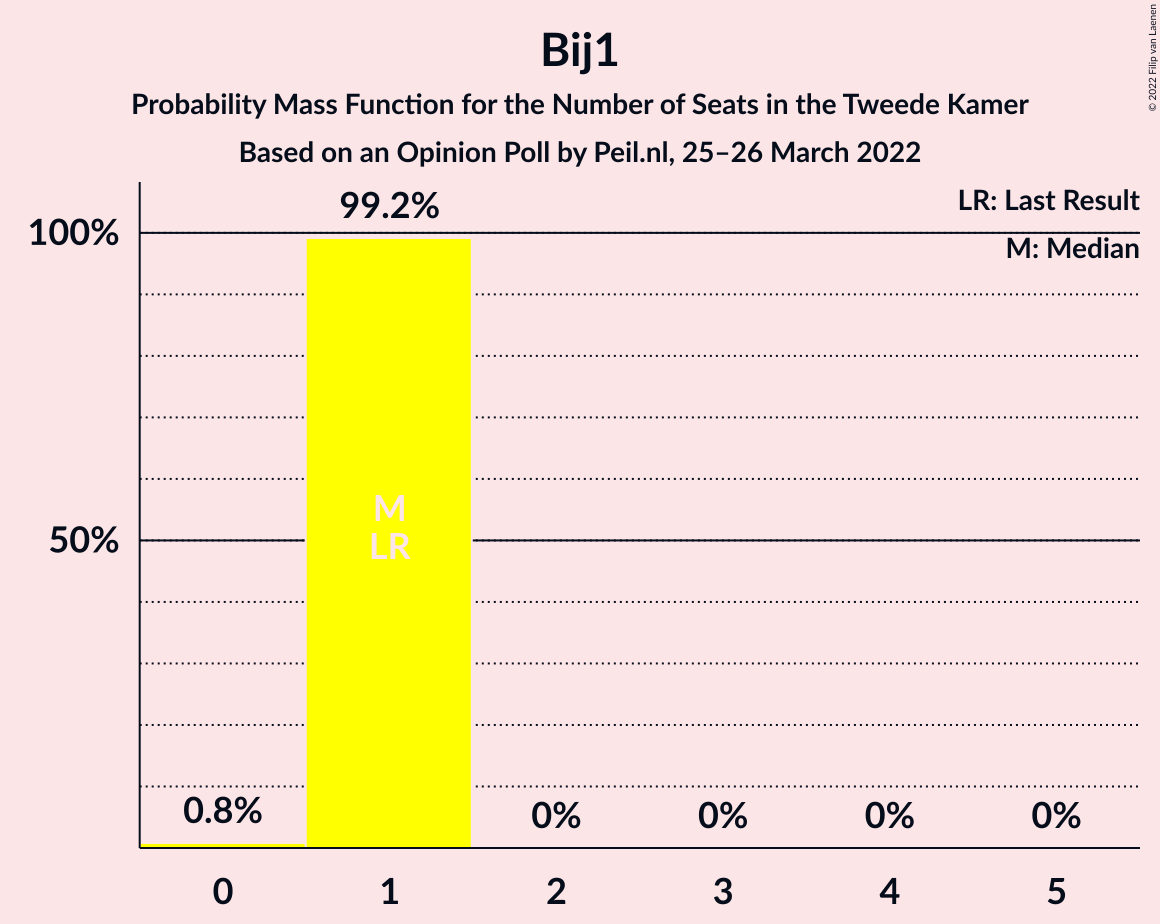 Bij1
Probability Mass Function for the Number of Seats in the Tweede Kamer
Based on an Opinion Poll by Peil.nl, 25–26 March 2022
© 2022 Filip van Laenen
LR: Last Result
M: Median
100%
50%
0.8%
99.2%
M
LR
0%
0%
0%
0%
0
1
2
3
4
5